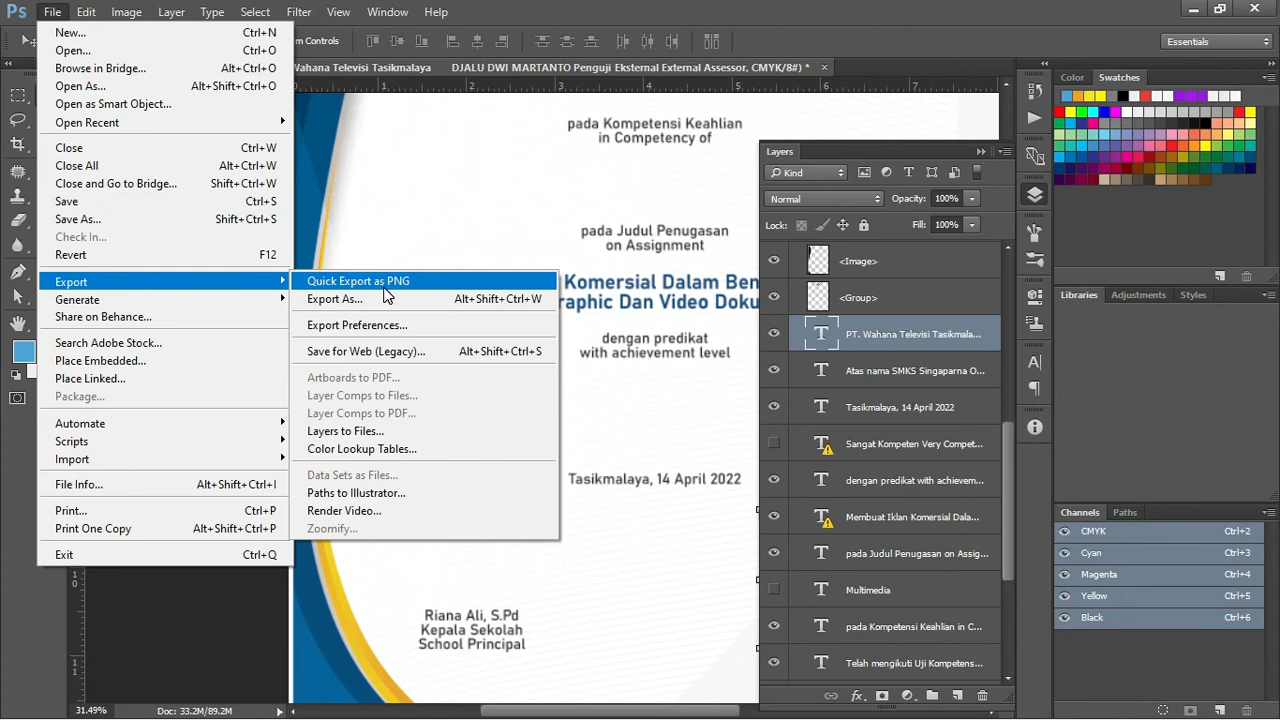 Ps File Edit Image Layer Type Select Filter View Window Help
m Controls
Essentials
Wahana Televisi Tasikmalaya
DJALU DWI MARTANTO Penguji Eksternal External Assessor, CMYK/8#) *
1 2 3 4 5 6 7
New... Ctrl+N
Open... Ctrl+O
Browse in Bridge... Alt+Ctrl+O
Open As... Alt+Shift+Ctrl+O
Open as Smart Object...
Open Recent
Close Ctrl+W
Close All Alt+Ctrl+W
Close and Go to Bridge... Shift+Ctrl+W
Save Ctrl+S
Save As... Shift+Ctrl+S
Check In...
Revert F12
Export
Generate
Share on Behance...
Search Adobe Stock...
Place Embedded...
Place Linked...
Package...
Automate
Scripts
Import
File Info... Alt+Shift+Ctrl+I
Print... Ctrl+P
Print One Copy Alt+Shift+Ctrl+P
Exit Ctrl+Q
Quick Export as PNG
Export As... Alt+Shift+Ctrl+W
Export Preferences...
Save for Web (Legacy)... Alt+Shift+Ctrl+S
Artboards to PDF...
Layer Comps to Files...
Layer Comps to PDF...
Layers to Files...
Color Lookup Tables...
Data Sets as Files...
Paths to Illustrator...
Render Video...
Zoomify...
pada Kompetensi Keahlian
in Competency of
pada Judul Penugasan
on Assignment
Komersial Dalam Ben
raphic Dan Video Doku
dengan predikat
with achievement level
Tasikmalaya, 14 April 2022
Riana Ali, S.Pd
Kepala Sekolah
School Principal
1
0
1
1
31.49% Doc: 33.2M/89.2M
Layers
Kind
Normal Opacity: 100%
Lock: Fill: 100%
<Image>
<Group>
PT. Wahana Televisi Tasikmala...
Atas nama SMKS Singaparna O...
Tasikmalaya, 14 April 2022
Sangat Kompeten Very Compet...
dengan predikat with achievem...
Membuat Iklan Komersial Dala...
pada Judul Penugasan on Assig...
Multimedia
pada Kompetensi Keahlian in C...
Telah mengikuti Uji Kompetens...
fx
Color Swatches
Libraries Adjustments Styles
Channels Paths
CMYK Ctrl+2
Cyan Ctrl+3
Magenta Ctrl+4
Yellow Ctrl+5
Black Ctrl+6